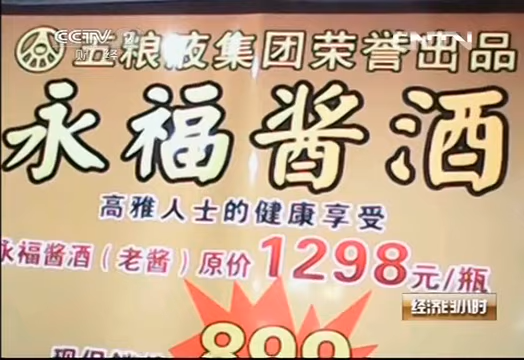 CCTV 2
财经
CNTV
五粮液集团荣誉出品
永福酱酒
高雅人士的健康享受
永福酱酒(老酱)原价1298元/瓶
899
经济半小时